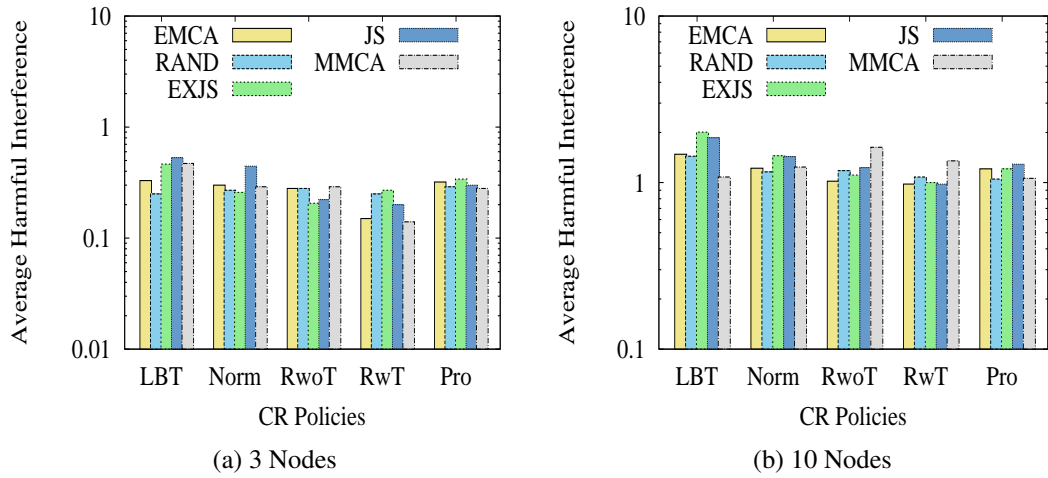 Average Harmful Interference
10
1
0.1
0.01
EMCA
RAND
EXJS
JS
MMCA
LBT Norm RwoT RwT Pro
CR Policies
(a) 3 Nodes
Average Harmful Interference
10
1
0.1
EMCA
RAND
EXJS
JS
MMCA
LBT Norm RwoT RwT Pro
CR Policies
(b) 10 Nodes